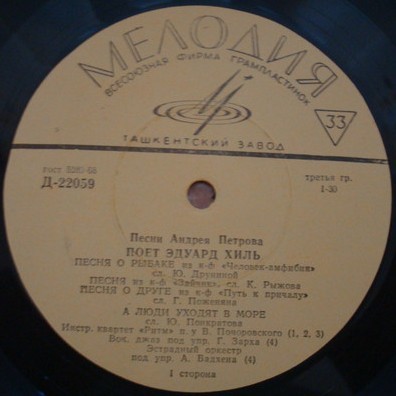 МЕЛОДИЯ
ВСЕСОЮЗНАЯ ФИРМА ГРАМПЛАСТИНОК
33
ТАШКЕНТСКИЙ ЗАВОД
гост 5289-68
Д-22059
третья гр.
1-30
Песни Андрея Петрова
ПОЕТ ЭДУАРД ХИЛЬ
ПЕСНЯ О РЫБАКЕ из к-ф «Человек-амфибия»
сл. Ю. Друниной
ПЕСНЯ из к-ф «Зайчик», сл. К. Рыжова
ПЕСНЯ О ДРУГЕ из к-ф «Путь к причалу»
сл. Г. Поженяна
А ЛЮДИ УХОДЯТ В МОРЕ
сл. Ю. Понкратова
Инстр. квартет «Ритм» п. у В. Поноровского (1, 2, 3)
Вок. джаз под упр. Г. Зарха (4)
Эстрадный оркестр
под упр. А. Бадхена (4)
1 сторона